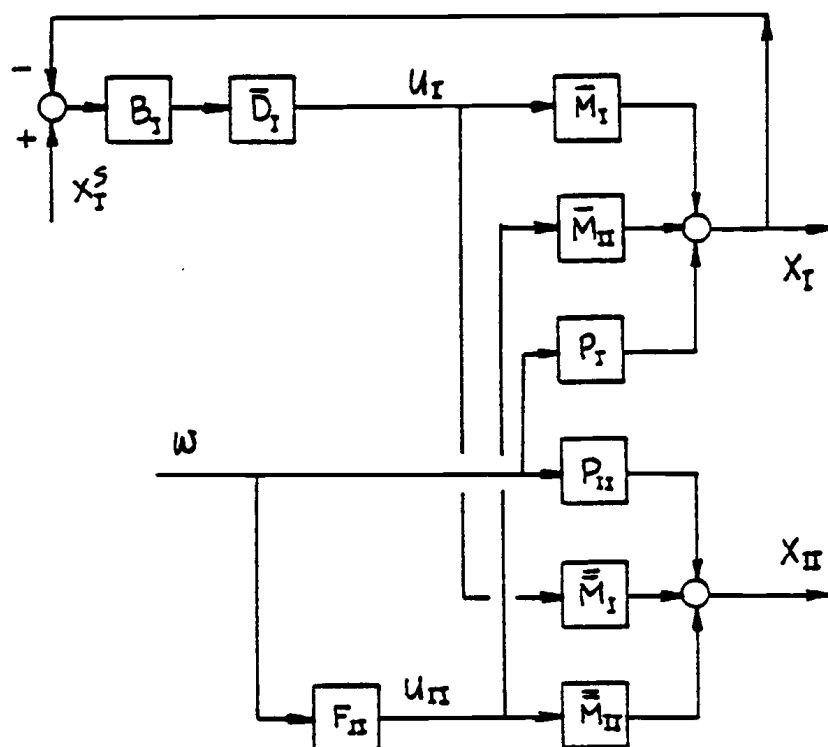 −
B_I
D̅_I
U_I
M̅_I
+
X_I^S
M̅_II
X_I
P_I
W
P_II
X_II
M̿_I
F_II
U_II
M̿_II